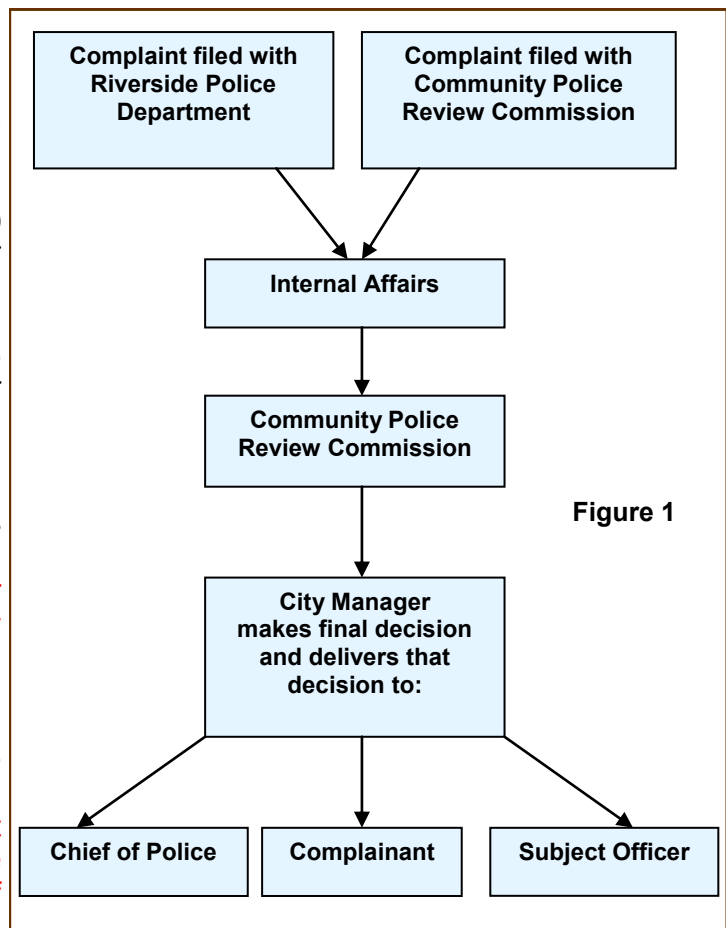 Complaint filed with
Riverside Police
Department
Complaint filed with
Community Police
Review Commission
Internal Affairs
Community Police
Review Commission
Figure 1
City Manager
makes final decision
and delivers that
decision to:
Chief of Police
Complainant
Subject Officer